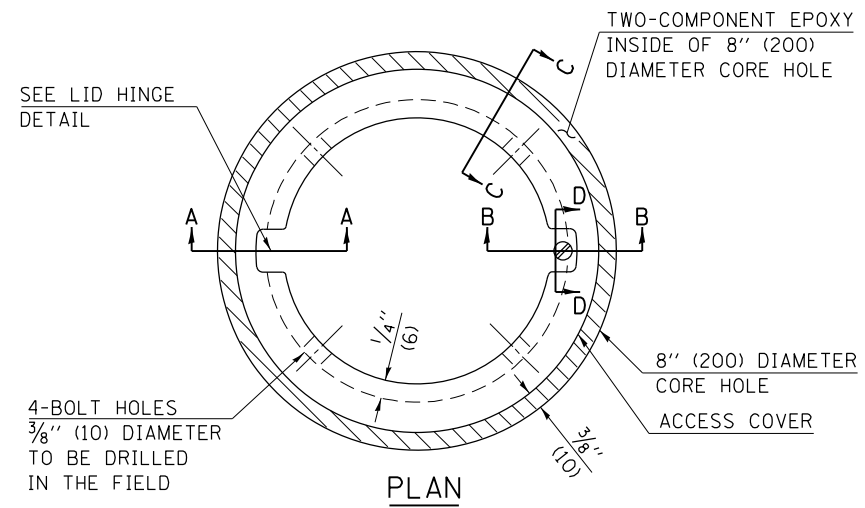 TWO-COMPONENT EPOXY
INSIDE OF 8" (200)
DIAMETER CORE HOLE
SEE LID HINGE
DETAIL
C
C
A
A
B
B
D
D
1/4"
(6)
8" (200) DIAMETER
CORE HOLE
ACCESS COVER
4-BOLT HOLES
3/8" (10) DIAMETER
TO BE DRILLED
IN THE FIELD
3/8"
(10)
PLAN